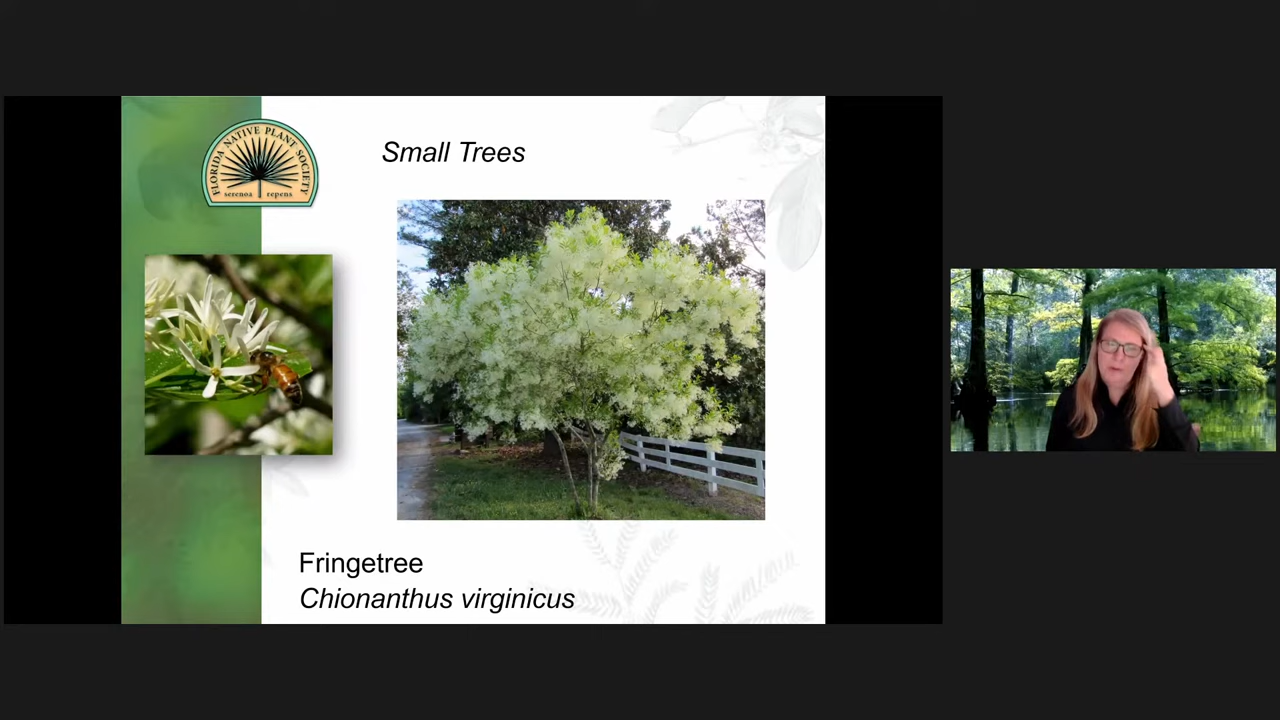 FLORIDA NATIVE PLANT SOCIETY
serenoa repens
Small Trees
Fringetree
Chionanthus virginicus